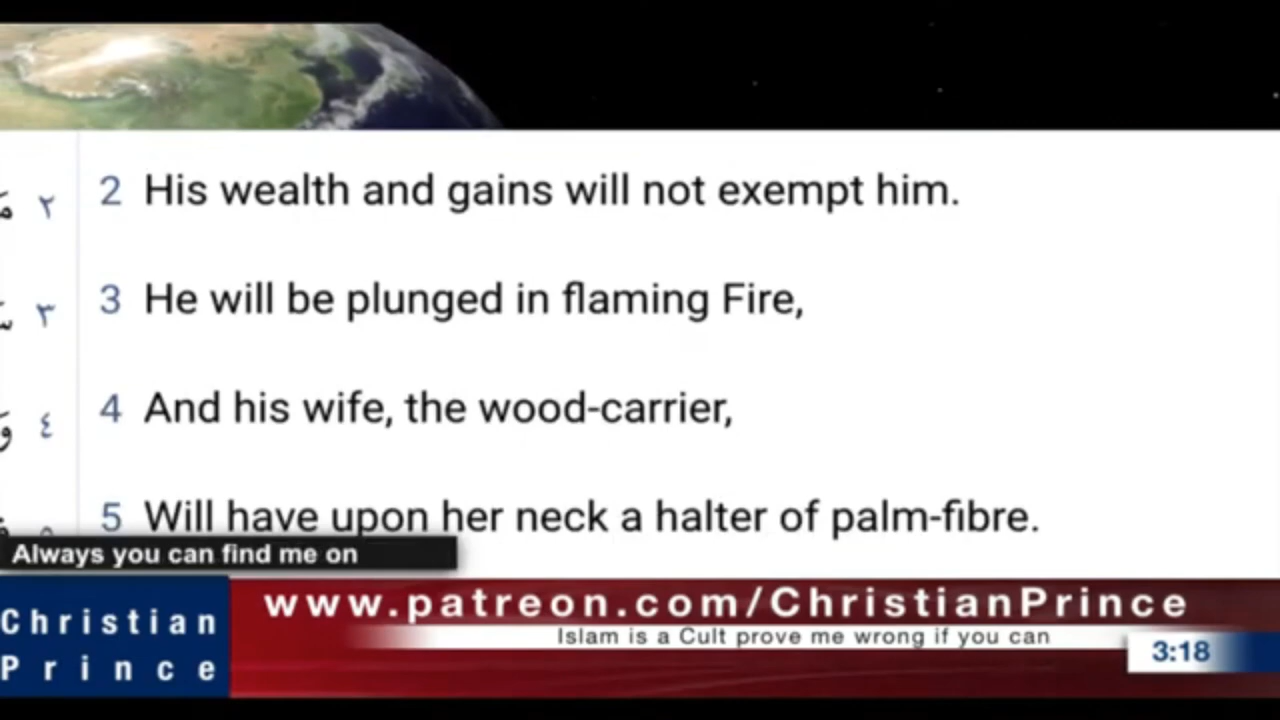 ٢ 2 His wealth and gains will not exempt him.
٣ 3 He will be plunged in flaming Fire,
٤ 4 And his wife, the wood-carrier,
5 Will have upon her neck a halter of palm-fibre.
Always you can find me on
www.patreon.com/ChristianPrince
Christian
Prince
Islam is a Cult prove me wrong if you can
3:18